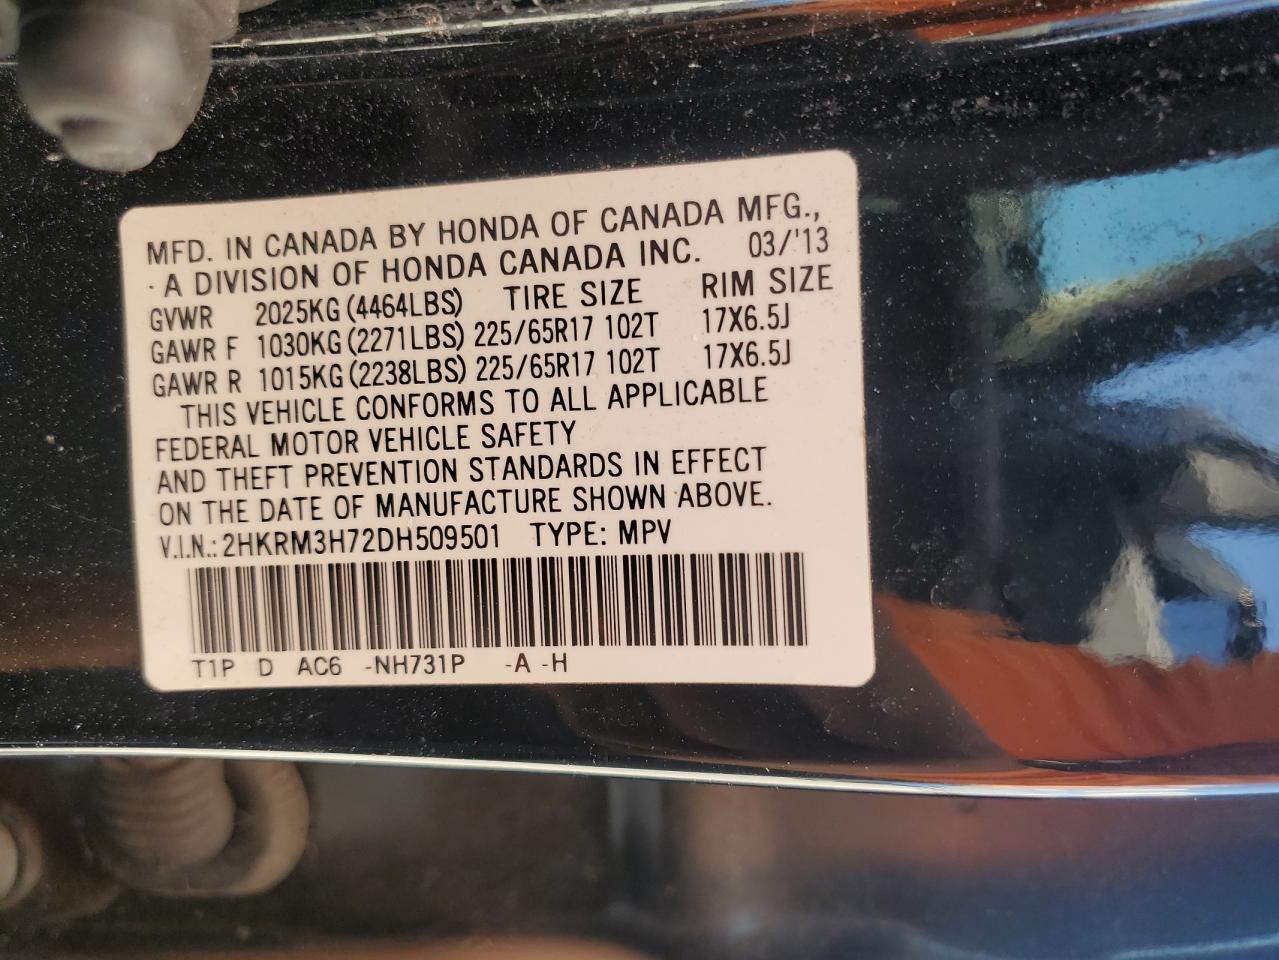 MFD. IN CANADA BY HONDA OF CANADA MFG.,
A DIVISION OF HONDA CANADA INC. 03/'13
GVWR 2025KG (4464LBS) TIRE SIZE RIM SIZE
GAWR F 1030KG (2271LBS) 225/65R17 102T 17X6.5J
GAWR R 1015KG (2238LBS) 225/65R17 102T 17X6.5J
THIS VEHICLE CONFORMS TO ALL APPLICABLE
FEDERAL MOTOR VEHICLE SAFETY
AND THEFT PREVENTION STANDARDS IN EFFECT
ON THE DATE OF MANUFACTURE SHOWN ABOVE.
V.I.N.: 2HKRM3H72DH509501 TYPE: MPV
T1P D AC6 -NH731P -A -H